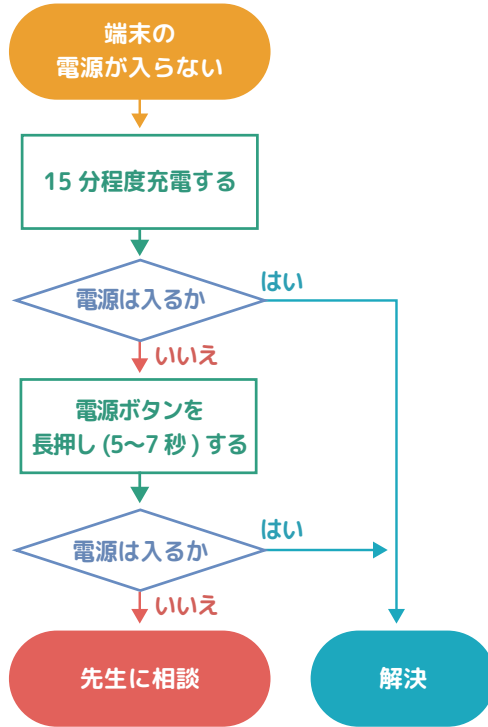 端末の
電源が入らない
15分程度充電する
電源は入るか
はい
いいえ
電源ボタンを
長押し(5〜7秒)する
電源は入るか
はい
いいえ
先生に相談
解決